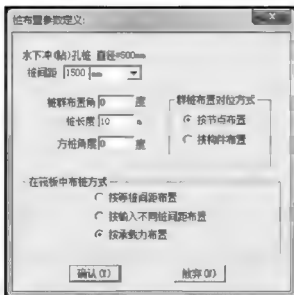 桩布置参数定义:
水下冲(钻)孔桩 直径=600mm
桩间距 1500 mm
桩群布置角 0 度
桩长度 10 m
方桩角度 0 度
群桩布置对位方式
按节点布置
按构件布置
在筏板中布桩方式
按等桩间距布置
按输入不同桩间距布置
按承载力布置
确认(Y)
放弃(N)